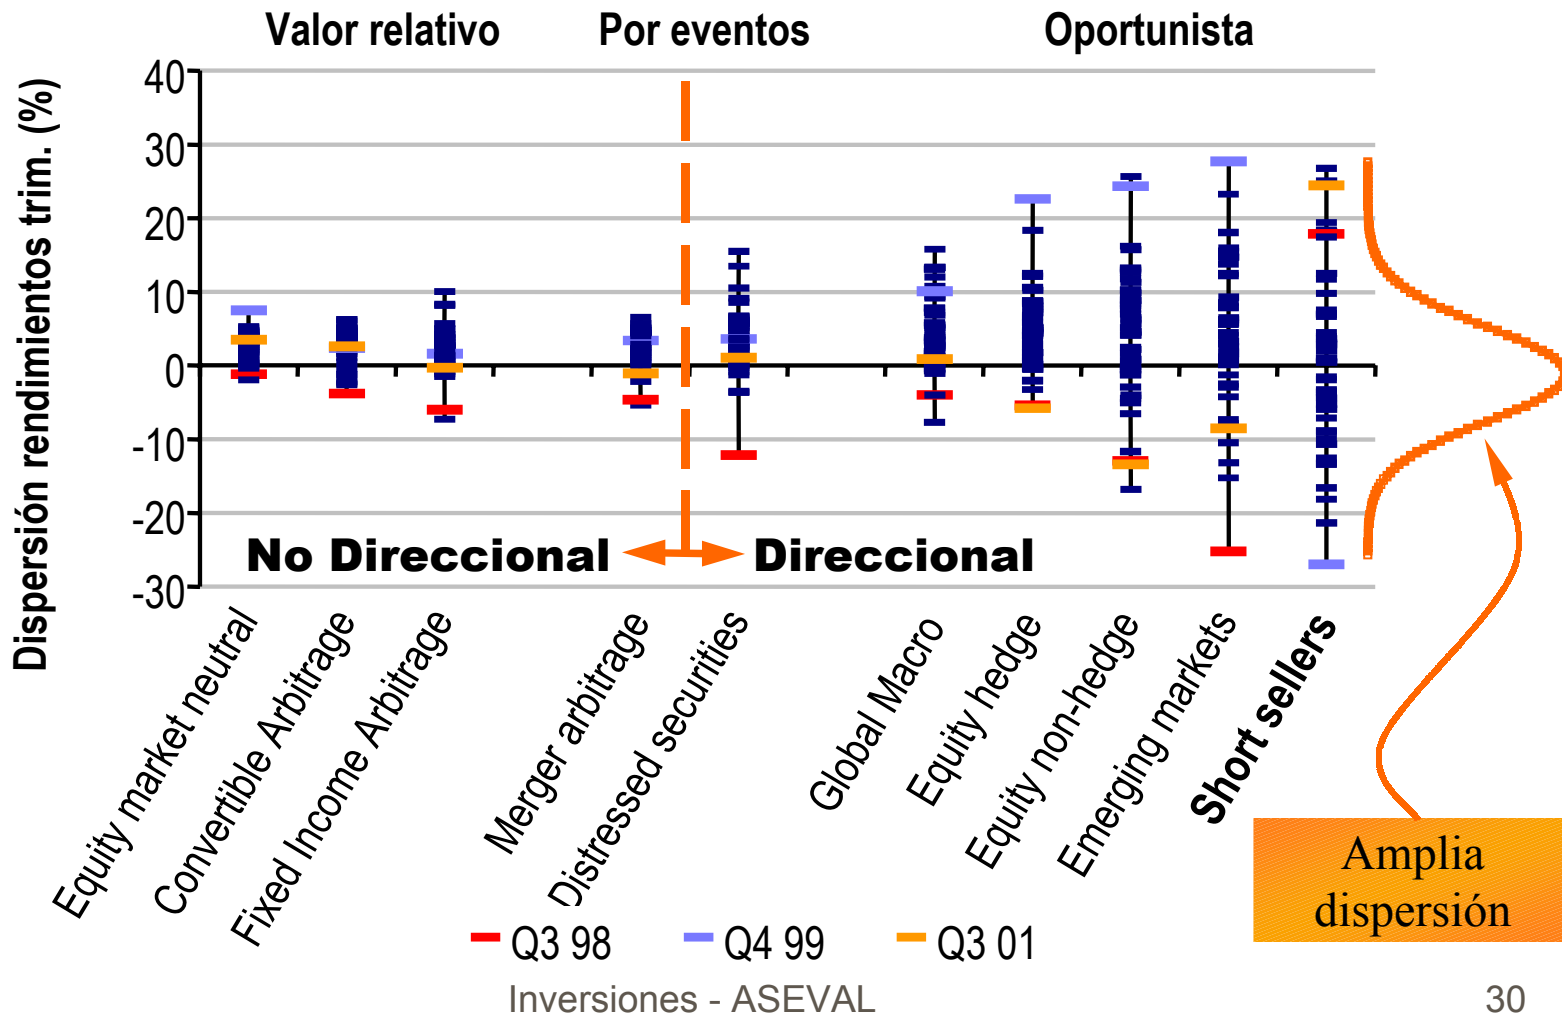 Valor relativo
Por eventos
Oportunista
Dispersión rendimientos trim. (%)
40
30
20
10
0
-10
-20
-30
No Direccional
Direccional
Equity market neutral
Convertible Arbitrage
Fixed Income Arbitrage
Merger arbitrage
Distressed securities
Global Macro
Equity hedge
Equity non-hedge
Emerging markets
Short sellers
Amplia
dispersión
Q3 98
Q4 99
Q3 01
Inversiones - ASEVAL
30